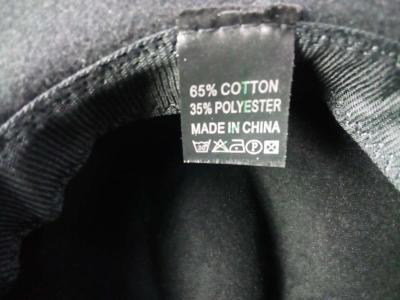 65% COTTON
35% POLYESTER
MADE IN CHINA